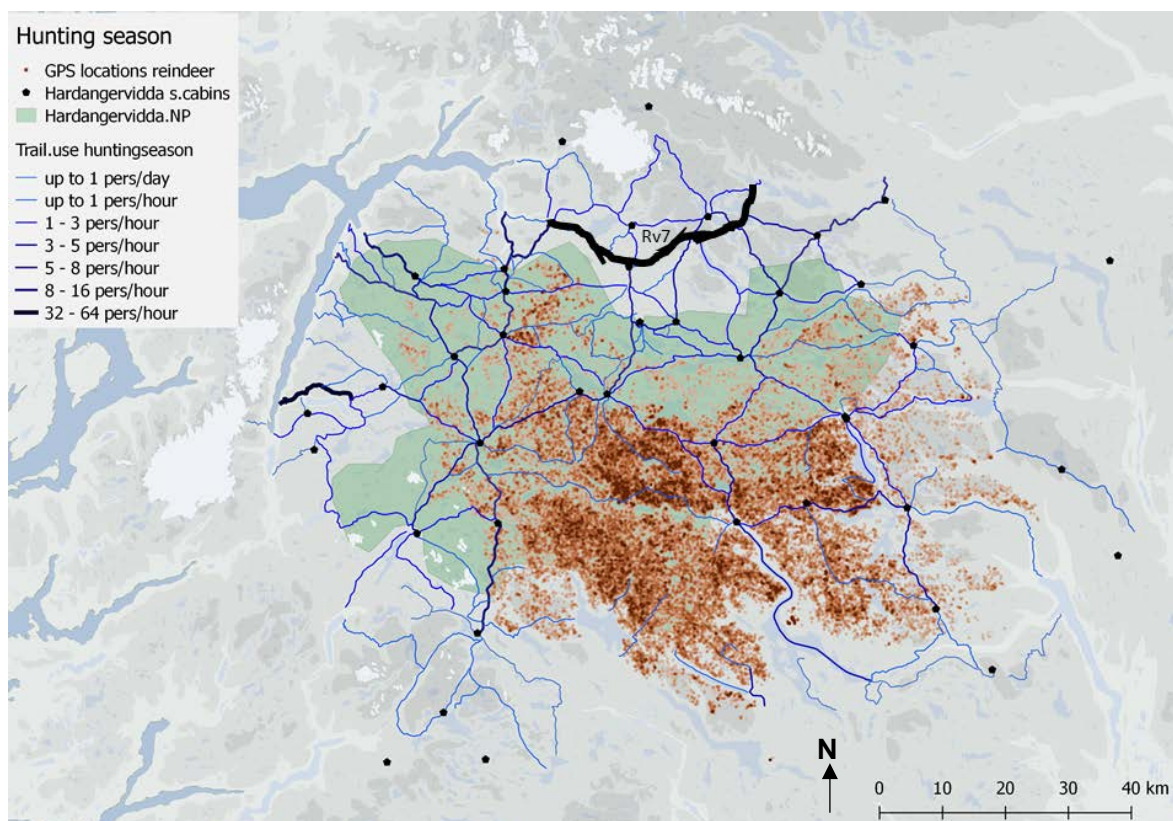 Hunting season
GPS locations reindeer
Hardangervidda s.cabins
Hardangervidda.NP
Trail.use huntingseason
up to 1 pers/day
up to 1 pers/hour
1 - 3 pers/hour
3 - 5 pers/hour
5 - 8 pers/hour
8 - 16 pers/hour
32 - 64 pers/hour
Rv7
N
0 10 20 30 40 km